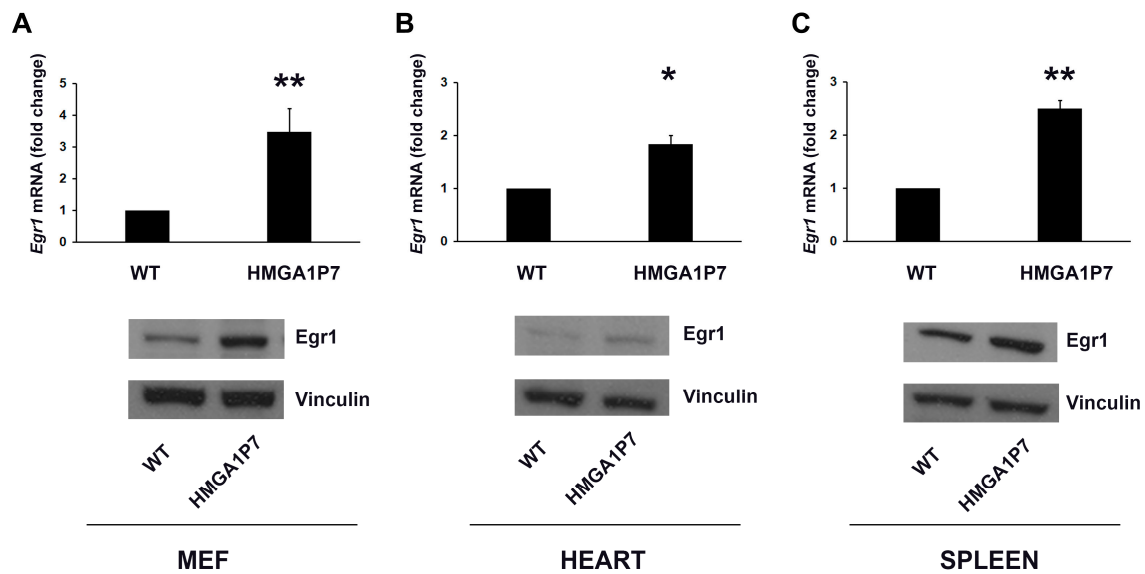 A
Egr1 mRNA (fold change)
5
4
3
2
1
0
**
WT
HMGA1P7
Egr1
Vinculin
WT
HMGA1P7
MEF
B
Egr1 mRNA (fold change)
3
2
1
0
*
WT
HMGA1P7
Egr1
Vinculin
WT
HMGA1P7
HEART
C
Egr1 mRNA (fold change)
3
2
1
0
**
WT
HMGA1P7
Egr1
Vinculin
WT
HMGA1P7
SPLEEN